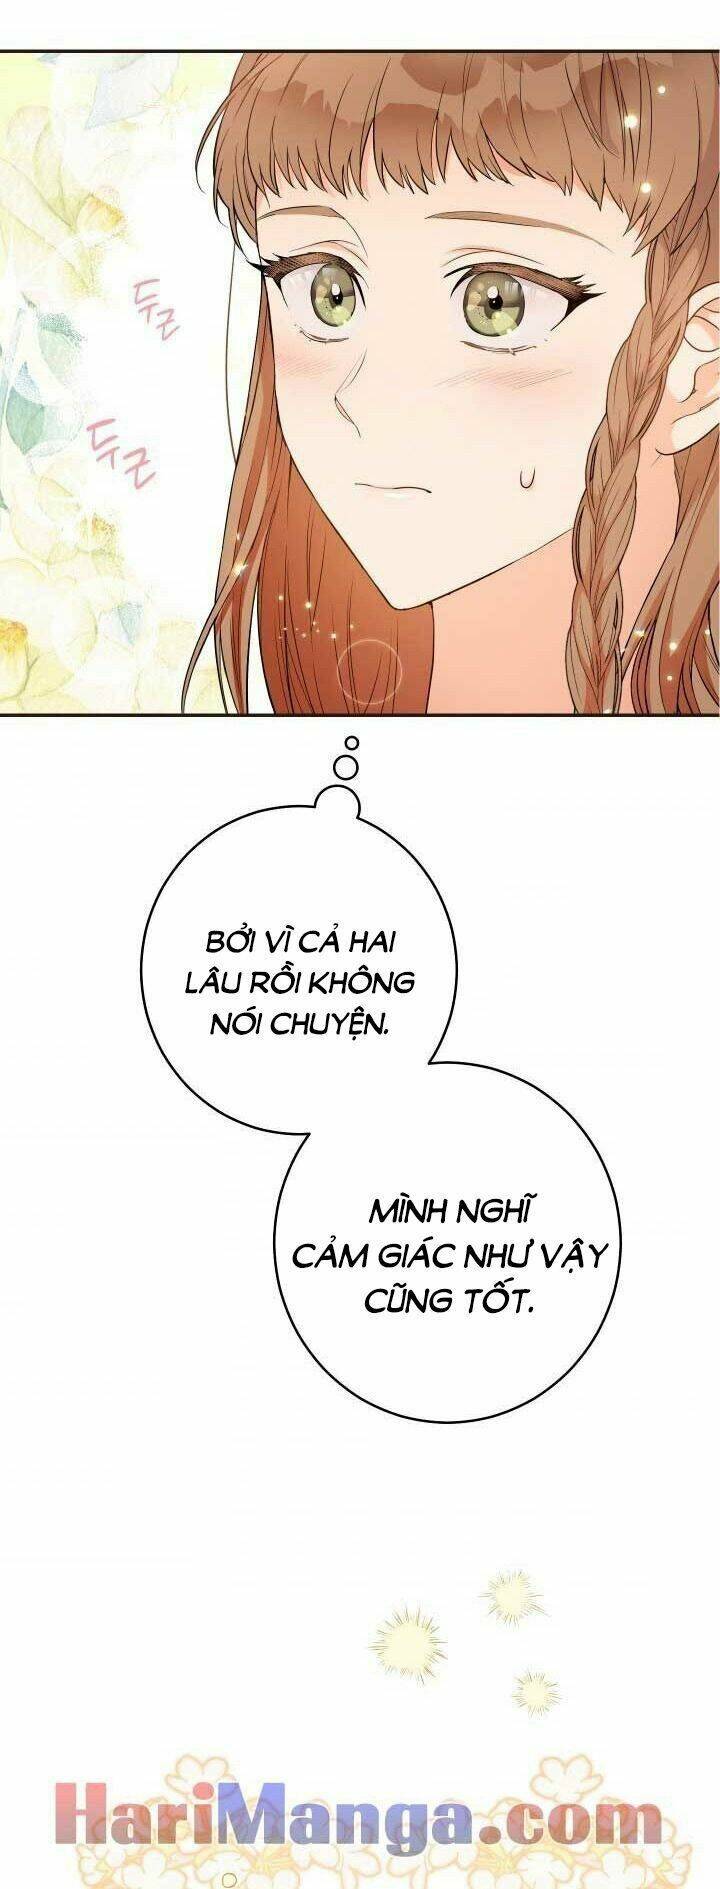 두근
두근
BỞI VÌ CẢ HAI
LÂU RỒI KHÔNG
NÓI CHUYỆN.
MÌNH NGHĨ
CẢM GIÁC NHƯ VẬY
CŨNG TỐT.
HariManga.com